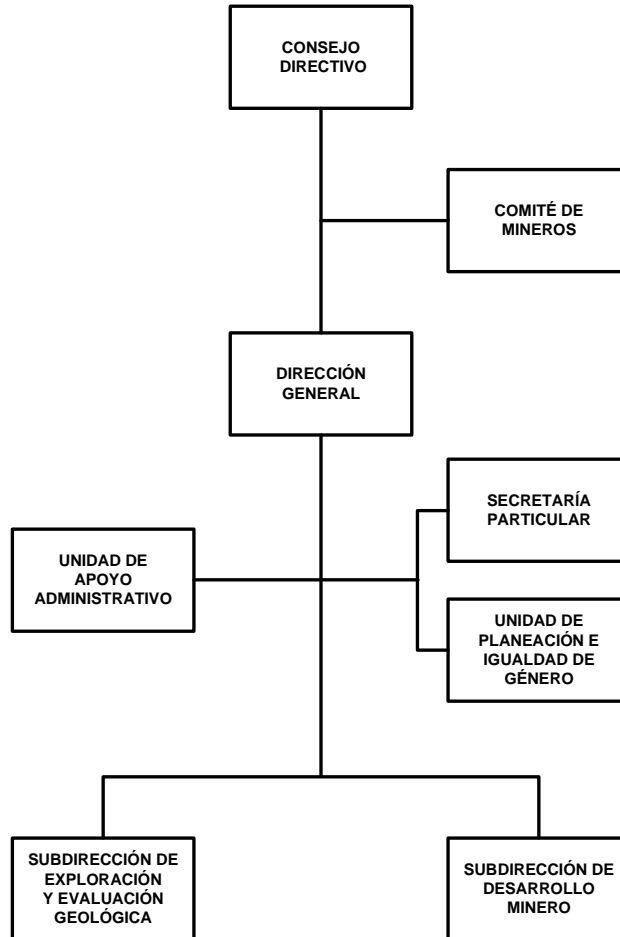 CONSEJO
DIRECTIVO
COMITÉ DE
MINEROS
DIRECCIÓN
GENERAL
SECRETARÍA
PARTICULAR
UNIDAD DE
APOYO
ADMINISTRATIVO
UNIDAD DE
PLANEACIÓN E
IGUALDAD DE
GÉNERO
SUBDIRECCIÓN DE
EXPLORACIÓN
Y EVALUACIÓN
GEOLÓGICA
SUBDIRECCIÓN DE
DESARROLLO
MINERO